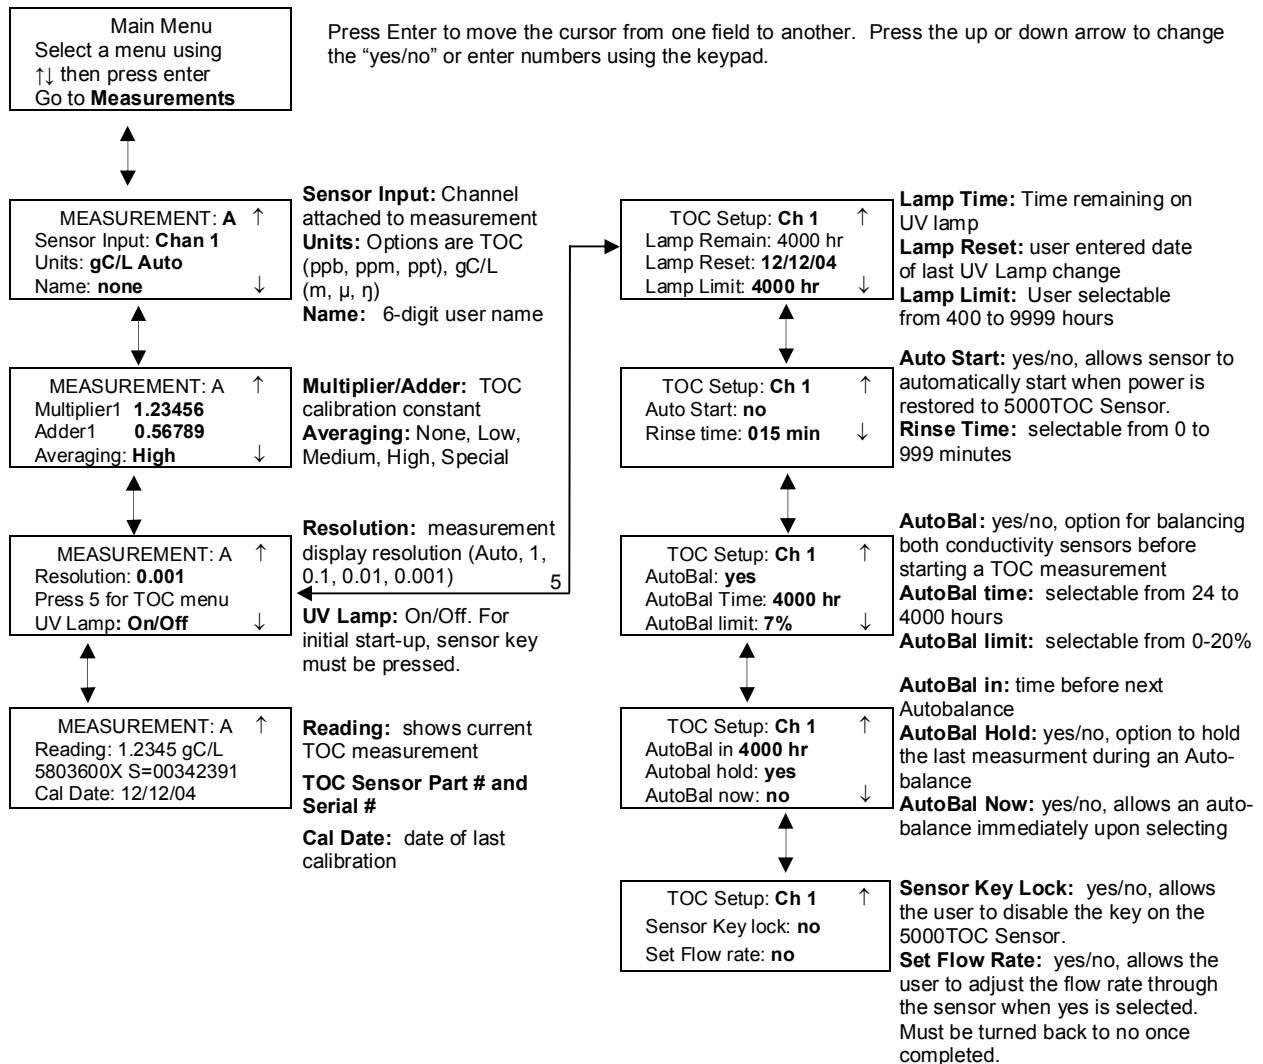 Main Menu
Select a menu using
↑↓ then press enter
Go to Measurements
Press Enter to move the cursor from one field to another. Press the up or down arrow to change
the “yes/no” or enter numbers using the keypad.
MEASUREMENT: A ↑
Sensor Input: Chan 1
Units: gC/L Auto
Name: none ↓
Sensor Input: Channel
attached to measurement
Units: Options are TOC
(ppb, ppm, ppt), gC/L
(m, µ, η)
Name: 6-digit user name
MEASUREMENT: A ↑
Multiplier1 1.23456
Adder1 0.56789
Averaging: High ↓
Multiplier/Adder: TOC
calibration constant
Averaging: None, Low,
Medium, High, Special
MEASUREMENT: A ↑
Resolution: 0.001
Press 5 for TOC menu
UV Lamp: On/Off ↓
Resolution: measurement
display resolution (Auto, 1,
0.1, 0.01, 0.001)
5
UV Lamp: On/Off. For
initial start-up, sensor key
must be pressed.
MEASUREMENT: A ↑
Reading: 1.2345 gC/L
5803600X S=00342391
Cal Date: 12/12/04
Reading: shows current
TOC measurement
TOC Sensor Part # and
Serial #
Cal Date: date of last
calibration
TOC Setup: Ch 1 ↑
Lamp Remain: 4000 hr
Lamp Reset: 12/12/04
Lamp Limit: 4000 hr ↓
Lamp Time: Time remaining on
UV lamp
Lamp Reset: user entered date
of last UV Lamp change
Lamp Limit: User selectable
from 400 to 9999 hours
TOC Setup: Ch 1 ↑
Auto Start: no
Rinse time: 015 min ↓
Auto Start: yes/no, allows sensor to
automatically start when power is
restored to 5000TOC Sensor.
Rinse Time: selectable from 0 to
999 minutes
TOC Setup: Ch 1 ↑
AutoBal: yes
AutoBal Time: 4000 hr
AutoBal limit: 7% ↓
AutoBal: yes/no, option for balancing
both conductivity sensors before
starting a TOC measurement
AutoBal time: selectable from 24 to
4000 hours
AutoBal limit: selectable from 0-20%
TOC Setup: Ch 1 ↑
AutoBal in 4000 hr
Autobal hold: yes
AutoBal now: no ↓
AutoBal in: time before next
Autobalance
AutoBal Hold: yes/no, option to hold
the last measurment during an Auto-
balance
AutoBal Now: yes/no, allows an auto-
balance immediately upon selecting
TOC Setup: Ch 1 ↑
Sensor Key lock: no
Set Flow rate: no
Sensor Key Lock: yes/no, allows
the user to disable the key on the
5000TOC Sensor.
Set Flow Rate: yes/no, allows the
user to adjust the flow rate through
the sensor when yes is selected.
Must be turned back to no once
completed.